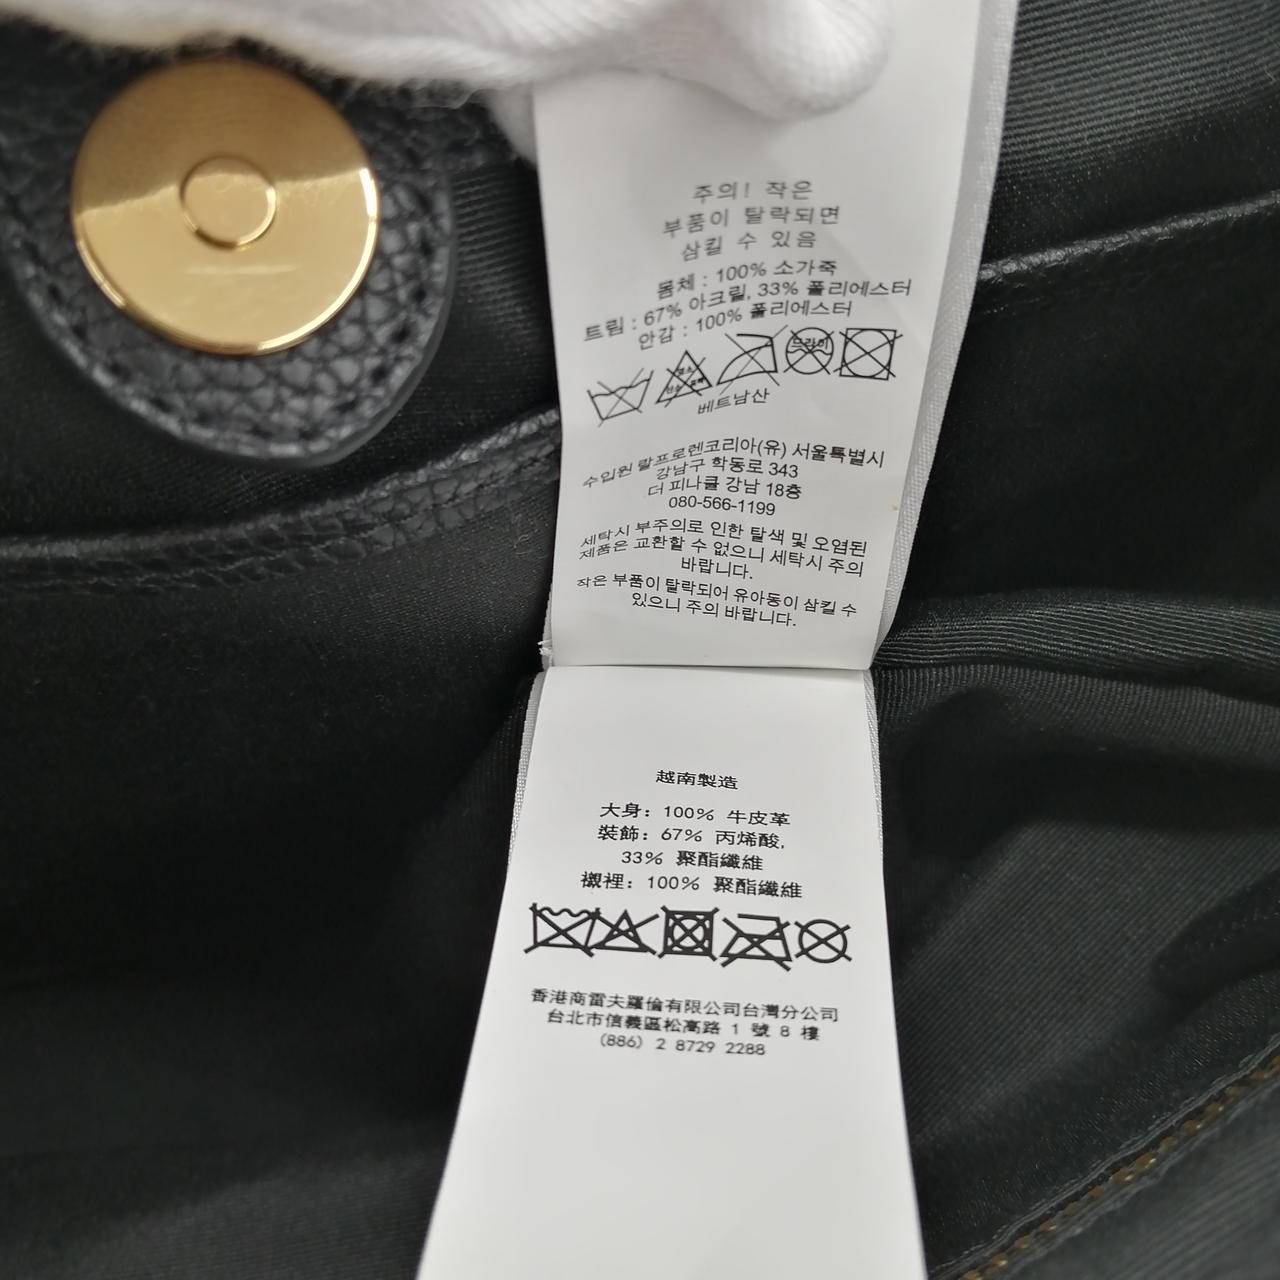 주의! 작은
부품이 탈락되면
삼킬 수 있음
몸체 : 100% 소가죽
트림 : 67% 아크릴, 33% 폴리에스터
안감 : 100% 폴리에스터
드라이
염소
산소 표백
베트남산
수입원 랄프로렌코리아(유) 서울특별시
강남구 학동로 343
더 피나클 강남 18층
080-566-1199
세탁시 부주의로 인한 탈색 및 오염된
제품은 교환할 수 없으니 세탁시 주의
바랍니다.
작은 부품이 탈락되어 유아동이 삼킬 수
있으니 주의 바랍니다.
越南製造
大身: 100% 牛皮革
裝飾: 67% 丙烯酸,
33% 聚酯纖維
襯裡: 100% 聚酯纖維
香港商雷夫羅倫有限公司台灣分公司
台北市信義區松高路 1 號 8 樓
(886) 2 8729 2288